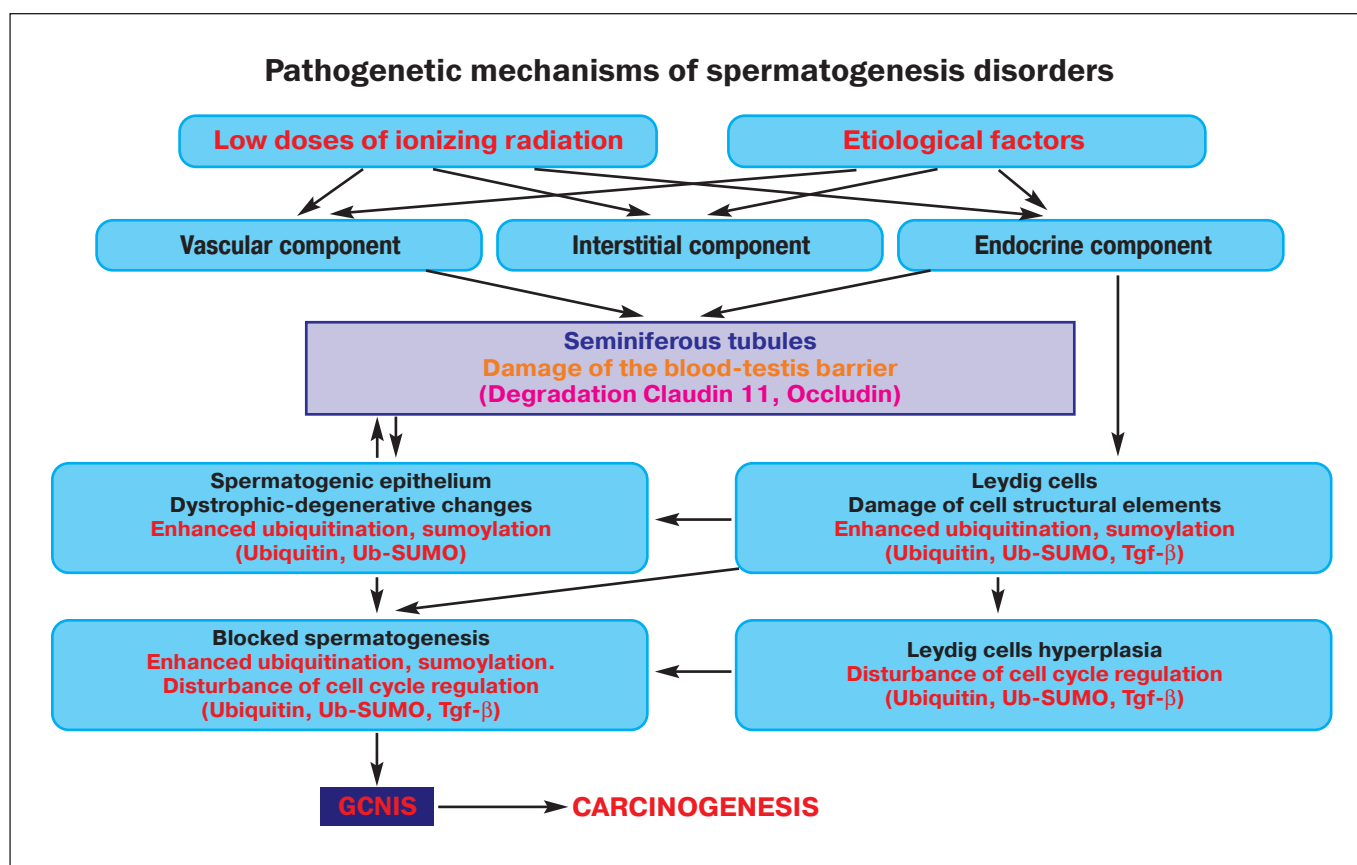 Pathogenetic mechanisms of spermatogenesis disorders
Low doses of ionizing radiation
Etiological factors
Vascular component
Interstitial component
Endocrine component
Seminiferous tubules
Damage of the blood-testis barrier
(Degradation Claudin 11, Occludin)
Spermatogenic epithelium
Dystrophic-degenerative changes
Enhanced ubiquitination, sumoylation
(Ubiquitin, Ub-SUMO)
Leydig cells
Damage of cell structural elements
Enhanced ubiquitination, sumoylation
(Ubiquitin, Ub-SUMO, Tgf-β)
Blocked spermatogenesis
Enhanced ubiquitination, sumoylation.
Disturbance of cell cycle regulation
(Ubiquitin, Ub-SUMO, Tgf-β)
Leydig cells hyperplasia
Disturbance of cell cycle regulation
(Ubiquitin, Ub-SUMO, Tgf-β)
GCNIS
CARCINOGENESIS